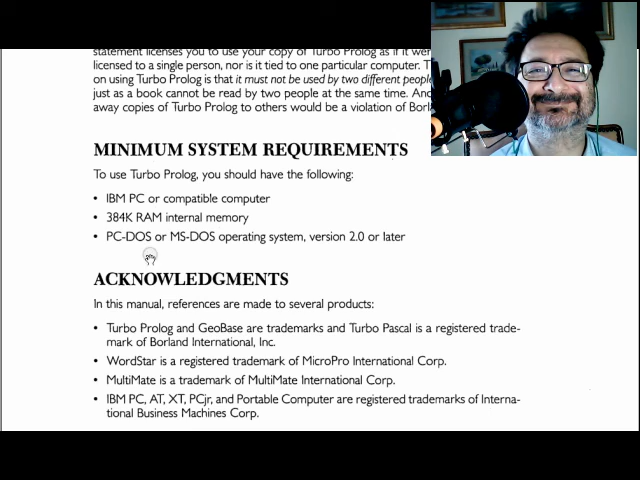 statement licenses you to use your copy of Turbo Prolog as if it wer
licensed to a single person, nor is it tied to one particular computer. T
on using Turbo Prolog is that it must not be used by two different people
just as a book cannot be read by two people at the same time. And
away copies of Turbo Prolog to others would be a violation of Borl
MINIMUM SYSTEM REQUIREMENTS
To use Turbo Prolog, you should have the following:
• IBM PC or compatible computer
• 384K RAM internal memory
• PC-DOS or MS-DOS operating system, version 2.0 or later
ACKNOWLEDGMENTS
In this manual, references are made to several products:
• Turbo Prolog and GeoBase are trademarks and Turbo Pascal is a registered trade-
mark of Borland International, Inc.
• WordStar is a registered trademark of MicroPro International Corp.
• MultiMate is a trademark of MultiMate International Corp.
• IBM PC, AT, XT, PCjr, and Portable Computer are registered trademarks of Interna-
tional Business Machines Corp.